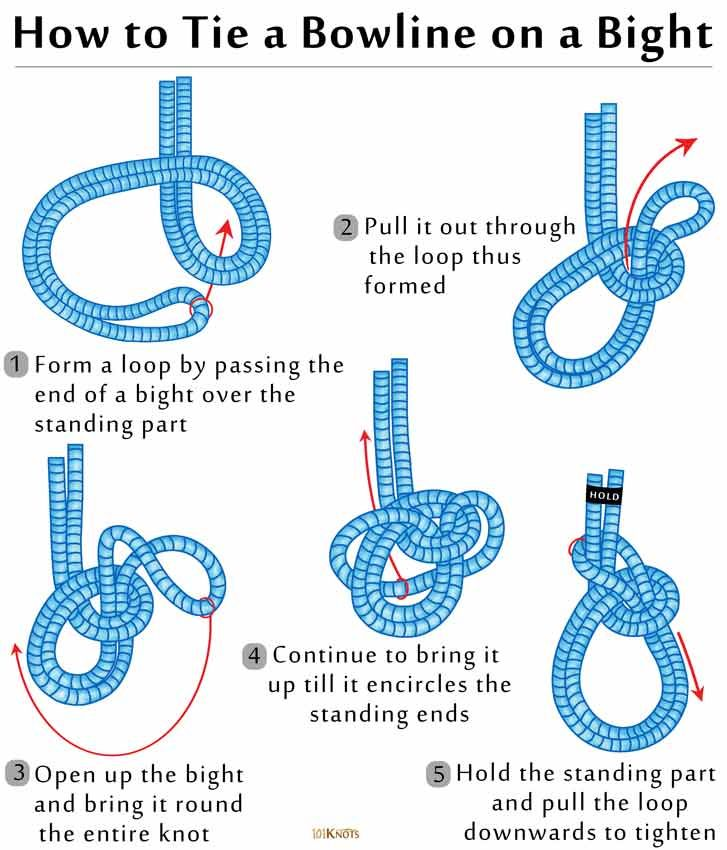 How to Tie a Bowline on a Bight
1 Form a loop by passing the
end of a bight over the
standing part
2 Pull it out through
the loop thus
formed
3 Open up the bight
and bring it round
the entire knot
4 Continue to bring it
up till it encircles the
standing ends
HOLD
5 Hold the standing part
and pull the loop
downwards to tighten
101KNOTS